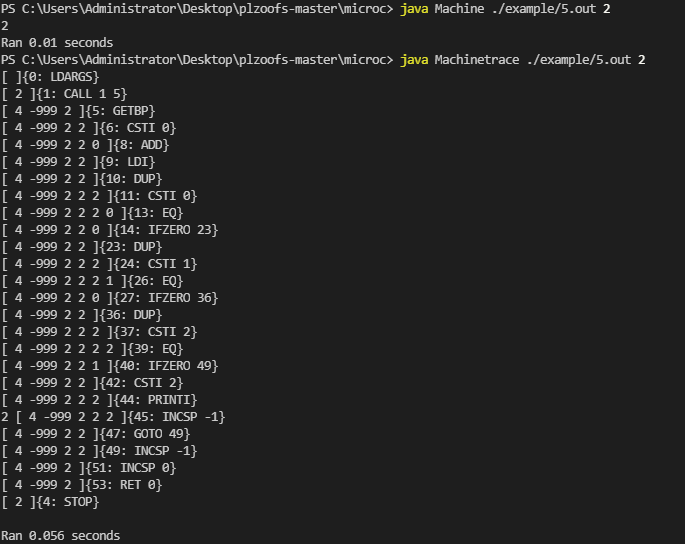 PS C:\Users\Administrator\Desktop\plzoofs-master\microc> java Machine ./example/5.out 2
2
Ran 0.01 seconds
PS C:\Users\Administrator\Desktop\plzoofs-master\microc> java Machinetrace ./example/5.out 2
[ ]{0: LDARGS}
[ 2 ]{1: CALL 1 5}
[ 4 -999 2 ]{5: GETBP}
[ 4 -999 2 2 ]{6: CSTI 0}
[ 4 -999 2 2 0 ]{8: ADD}
[ 4 -999 2 2 ]{9: LDI}
[ 4 -999 2 2 ]{10: DUP}
[ 4 -999 2 2 2 ]{11: CSTI 0}
[ 4 -999 2 2 2 0 ]{13: EQ}
[ 4 -999 2 2 0 ]{14: IFZERO 23}
[ 4 -999 2 2 ]{23: DUP}
[ 4 -999 2 2 2 ]{24: CSTI 1}
[ 4 -999 2 2 2 1 ]{26: EQ}
[ 4 -999 2 2 0 ]{27: IFZERO 36}
[ 4 -999 2 2 ]{36: DUP}
[ 4 -999 2 2 2 ]{37: CSTI 2}
[ 4 -999 2 2 2 2 ]{39: EQ}
[ 4 -999 2 2 1 ]{40: IFZERO 49}
[ 4 -999 2 2 ]{42: CSTI 2}
[ 4 -999 2 2 2 ]{44: PRINTI}
2 [ 4 -999 2 2 2 ]{45: INCSP -1}
[ 4 -999 2 2 ]{47: GOTO 49}
[ 4 -999 2 2 ]{49: INCSP -1}
[ 4 -999 2 ]{51: INCSP 0}
[ 4 -999 2 ]{53: RET 0}
[ 2 ]{4: STOP}
Ran 0.056 seconds